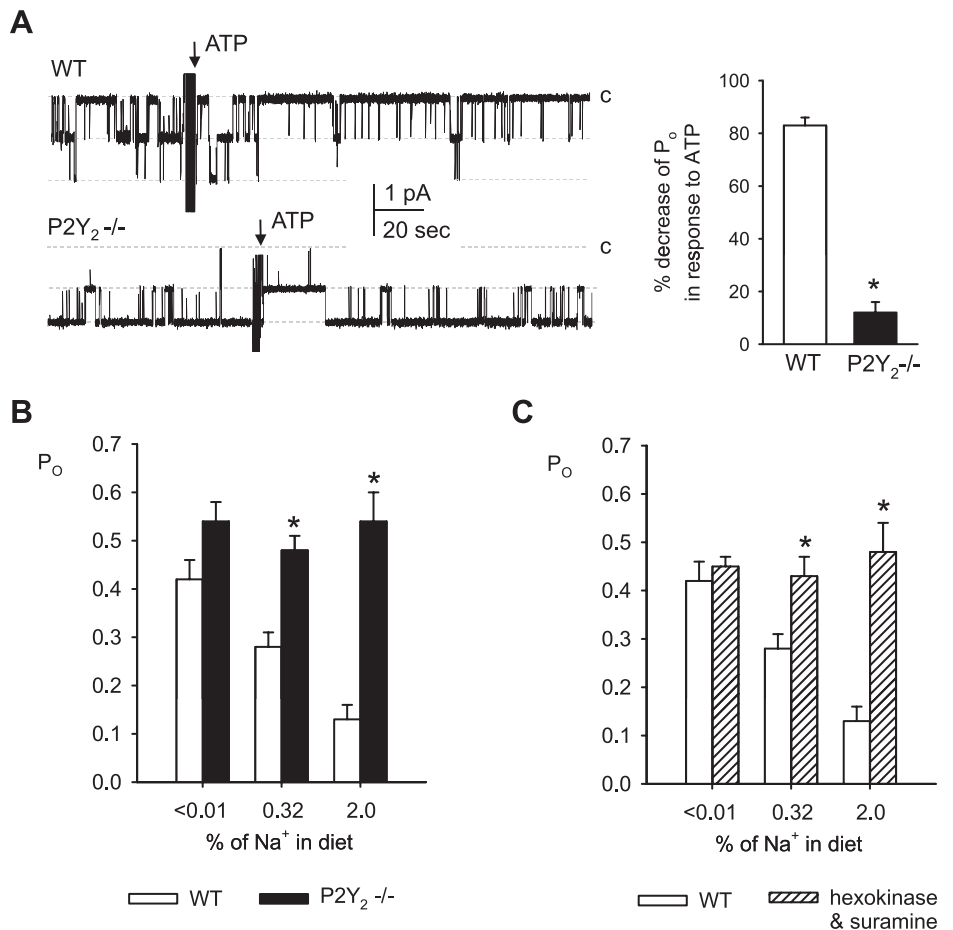 A
WT
ATP
c
1 pA
20 sec
P2Y₂ -/-
ATP
c
% decrease of Pₒ
in response to ATP
100
80
60
40
20
0
*
WT
P2Y₂-/-
B
P_O
0.7
0.6
0.5
0.4
0.3
0.2
0.1
0.0
*
*
<0.01
0.32
2.0
% of Na⁺ in diet
WT
P2Y₂ -/-
C
P_O
0.7
0.6
0.5
0.4
0.3
0.2
0.1
0.0
*
*
<0.01
0.32
2.0
% of Na⁺ in diet
WT
hexokinase
& suramine